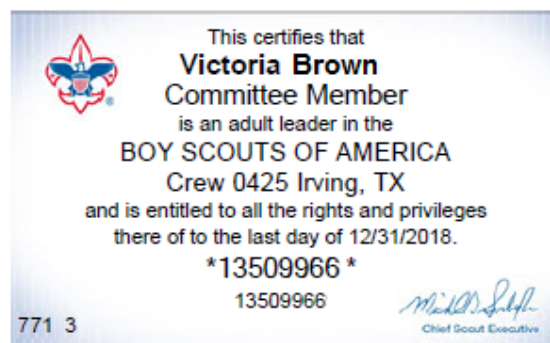 This certifies that
Victoria Brown
Committee Member
is an adult leader in the
BOY SCOUTS OF AMERICA
Crew 0425 Irving, TX
and is entitled to all the rights and privileges
there of to the last day of 12/31/2018.
*13509966 *
13509966
771 3
Chief Scout Executive